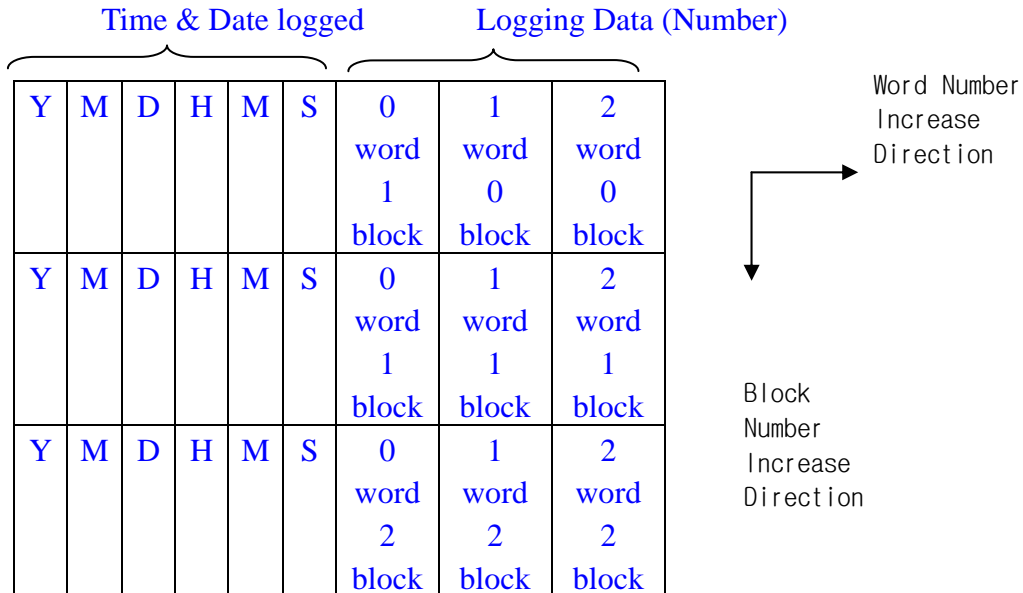 Time & Date logged Logging Data (Number)
Word Number
Increase
Direction
Y M D H M S 0 1 2
word word word
1 0 0
block block block
Y M D H M S 0 1 2
word word word
1 1 1
block block block
Block
Number
Increase
Direction
Y M D H M S 0 1 2
word word word
2 2 2
block block block